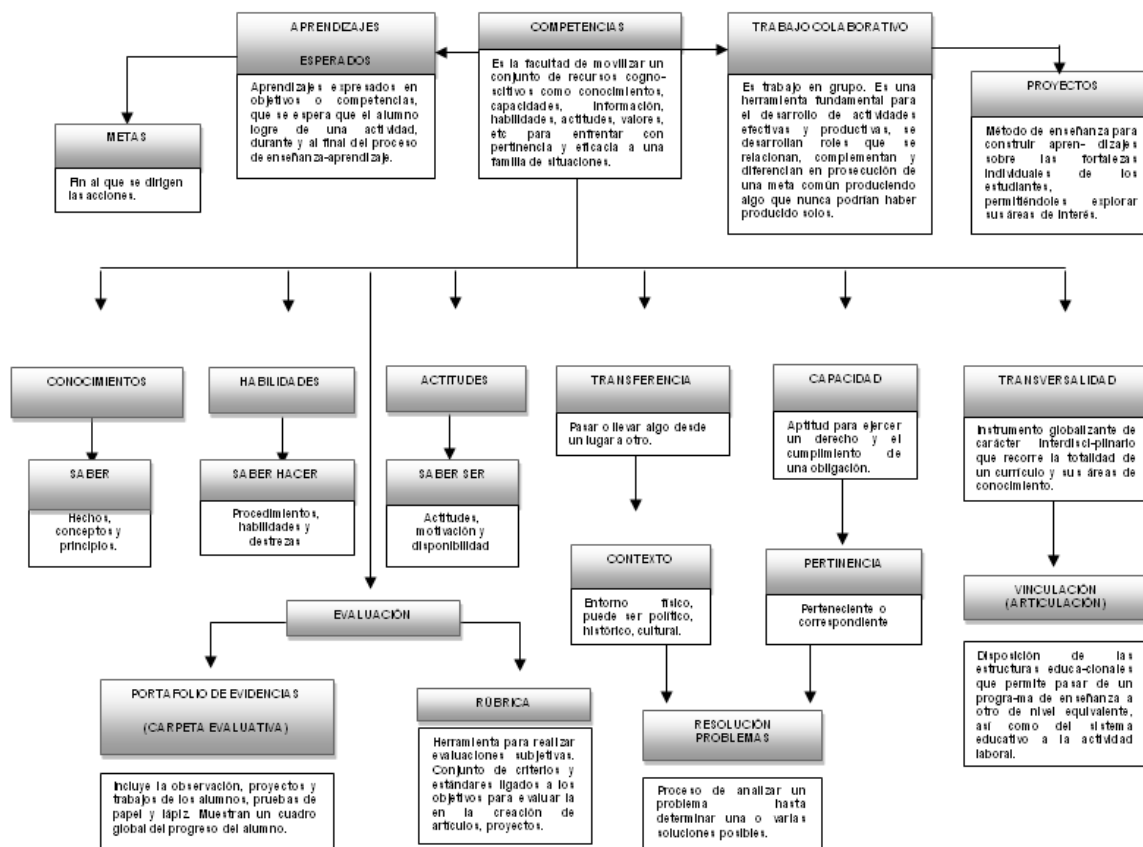 APRENDIZAJES
ESPERADOS
Aprendizajes expresados en
objetivos o competencias,
que se espera que el alumno
logre de una actividad,
durante y al final del proceso
de enseñanza-aprendizaje.
COMPETENCIAS
Es la facultad de movilizar un
conjunto de recursos cogno-
scitivos como conocimientos,
capacidades, información,
habilidades, actitudes, valores,
etc para enfrentar con
pertinencia y eficacia a una
familia de situaciones.
TRABAJO COLABORATIVO
Es trabajo en grupo. Es una
herramienta fundamental para
el desarrollo de actividades
efectivas y productivas, se
desarrollan roles que se
relacionan, complementan y
diferencian en prosecución de
una meta común produciendo
algo que nunca podrían haber
producido solos.
PROYECTOS
Método de enseñanza para
construir apren- dizajes
sobre las fortalezas
individuales de los
estudiantes,
permitiéndoles explorar
sus áreas de interés.
METAS
Fin al que se dirigen
las acciones.
CONOCIMIENTOS
HABILIDADES
ACTITUDES
TRANSFERENCIA
Pasar o llevar algo desde
un lugar a otro.
CAPACIDAD
Aptitud para ejercer
un derecho y el
cumplimiento de
una obligación.
TRANSVERSALIDAD
Instrumento globalizante de
carácter interdisci-plinario
que recorre la totalidad de
un currículo y sus áreas de
conocimiento.
SABER
Hechos,
conceptos y
principios.
SABER HACER
Procedimientos,
habilidades y
destrezas
SABER SER
Actitudes,
motivación y
disponibilidad
CONTEXTO
Entorno físico,
puede ser político,
histórico, cultural.
PERTINENCIA
Perteneciente o
correspondiente
VINCULACIÓN
(ARTICULACIÓN)
Disposición de las
estructuras educa-cionales
que permite pasar de un
progra-ma de enseñanza a
otro de nivel equivalente,
así como del sistema
educativo a la actividad
laboral.
EVALUACIÓN
PORTAFOLIO DE EVIDENCIAS
(CARPETA EVALUATIVA)
Incluye la observación, proyectos y
trabajos de los alumnos, pruebas de
papel y lápiz. Muestran un cuadro
global del progreso del alumno.
RÚBRICA
Herramienta para realizar
evaluaciones subjetivas.
Conjunto de criterios y
estándares ligados a los
objetivos para evaluar la
en la creación de
artículos, proyectos.
RESOLUCIÓN
PROBLEMAS
Proceso de analizar un
problema hasta
determinar una o varias
soluciones posibles.